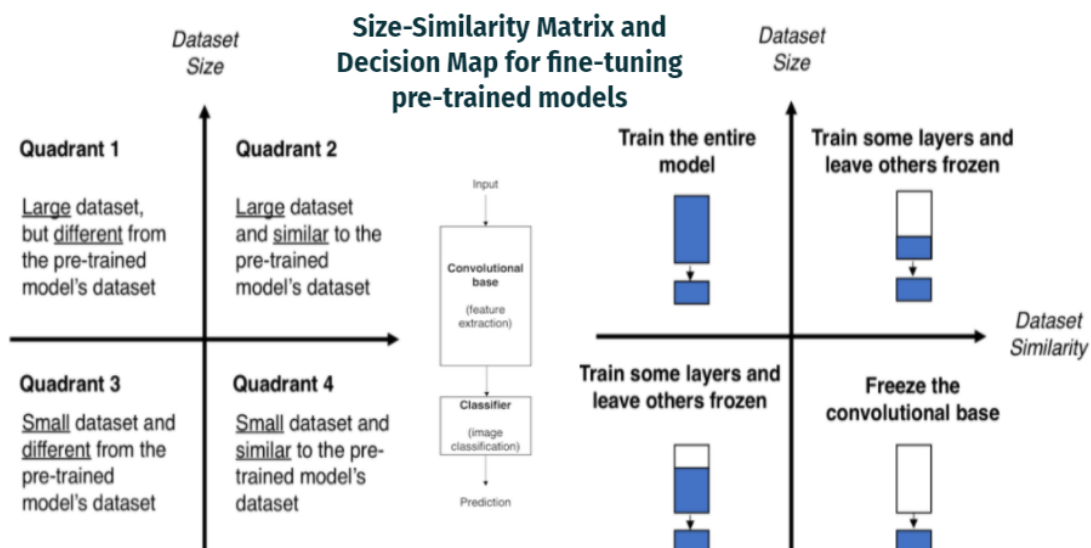 Size-Similarity Matrix and
Decision Map for fine-tuning
pre-trained models
Dataset
Size
Quadrant 1
Large dataset,
but different from
the pre-trained
model's dataset
Quadrant 2
Large dataset
and similar to the
pre-trained
model's dataset
Quadrant 3
Small dataset and
different from the
pre-trained
model's dataset
Quadrant 4
Small dataset and
similar to the pre-
trained model's
dataset
Input
Convolutional
base
(feature
extraction)
Classifier
(image
classification)
Prediction
Dataset
Size
Train the entire
model
Train some layers and
leave others frozen
Dataset
Similarity
Train some layers and
leave others frozen
Freeze the
convolutional base